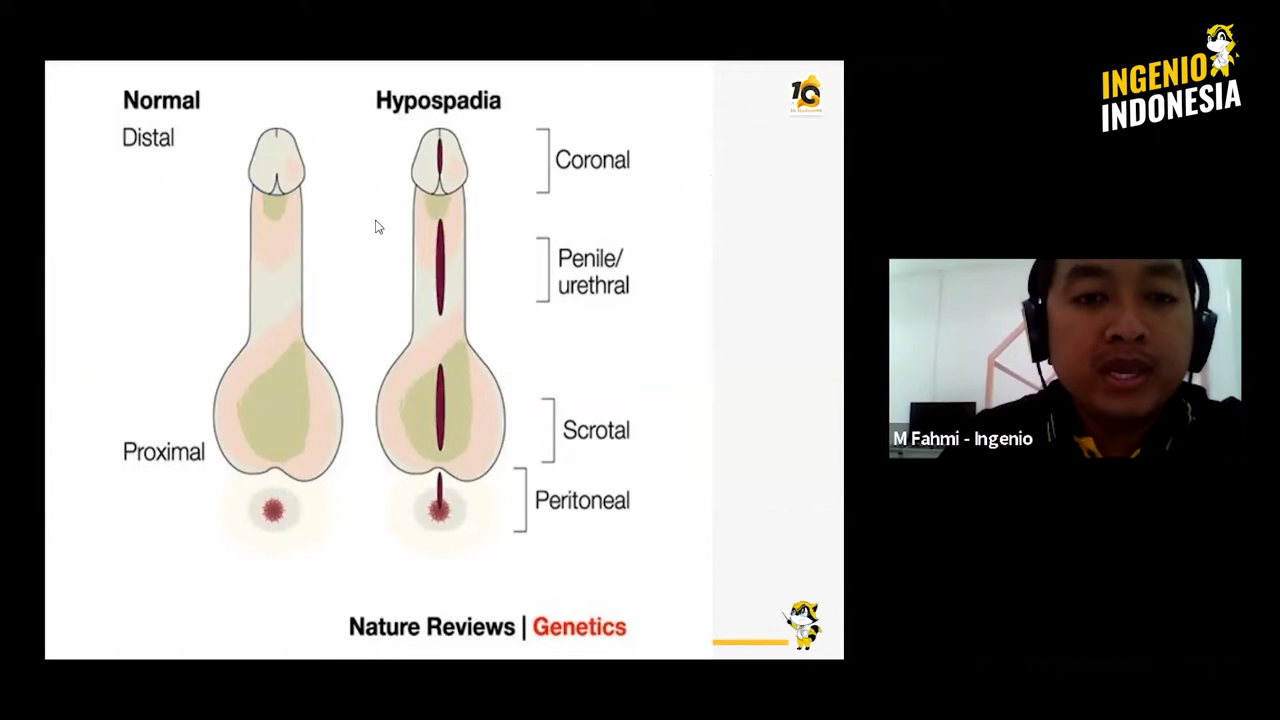 Normal
Hypospadia
Distal
Coronal
Penile/
urethral
Scrotal
Proximal
Peritoneal
Nature Reviews | Genetics
INGENIO
INDONESIA
M Fahmi - Ingenio